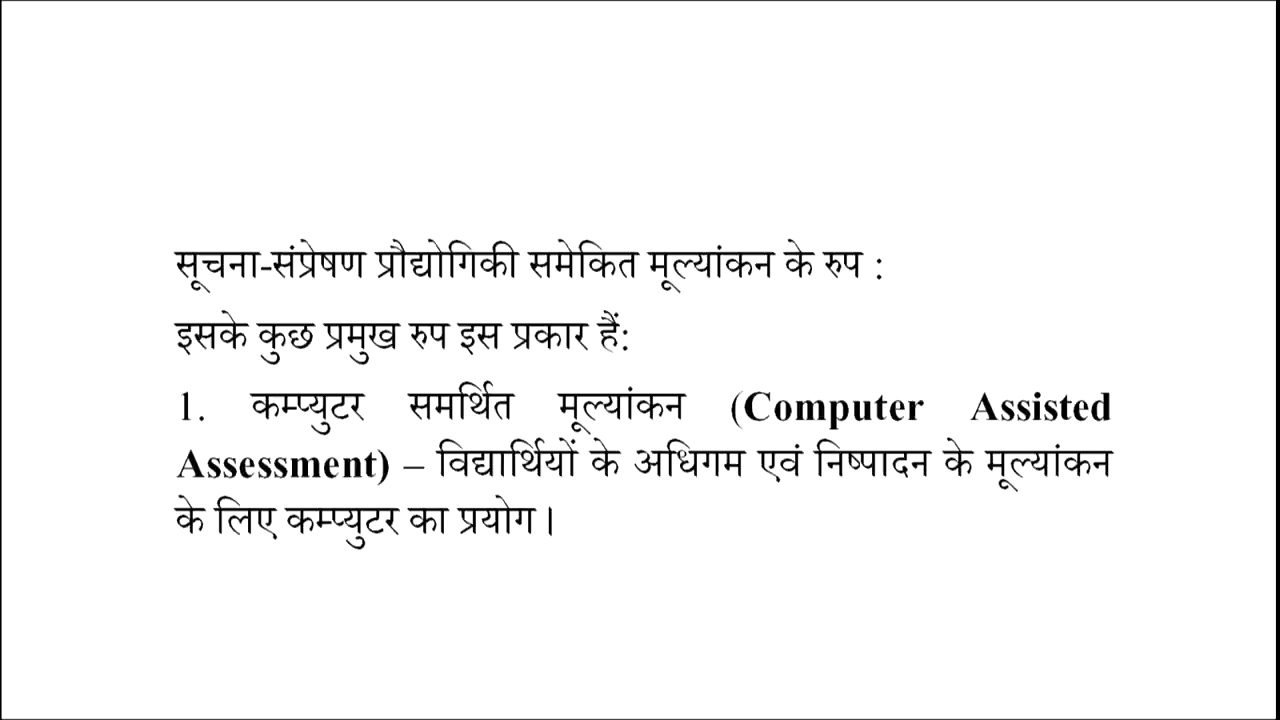 सूचना-संप्रेषण प्रौद्योगिकी समेकित मूल्यांकन के रुप :
इसके कुछ प्रमुख रुप इस प्रकार हैं:
1. कम्प्युटर समर्थित मूल्यांकन (Computer Assisted
Assessment) – विद्यार्थियों के अधिगम एवं निष्पादन के मूल्यांकन
के लिए कम्प्युटर का प्रयोग।